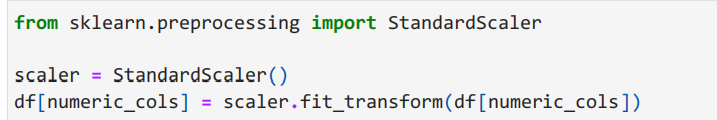 from sklearn.preprocessing import StandardScaler
scaler = StandardScaler()
df[numeric_cols] = scaler.fit_transform(df[numeric_cols])